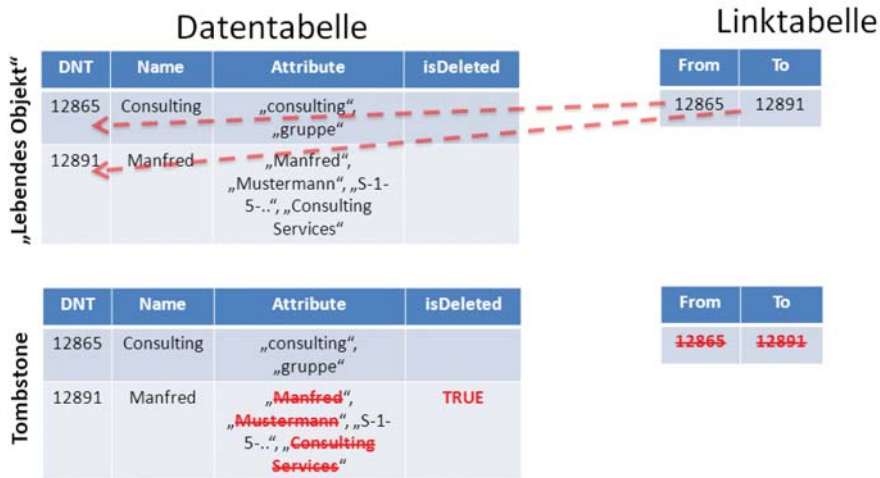 Datentabelle
Linktabelle
„Lebendes Objekt“
DNT Name Attribute isDeleted
From To
12865 Consulting „consulting“,
„gruppe“
12865 12891
12891 Manfred „Manfred“,
„Mustermann“, „S-1-
5-..“, „Consulting
Services“
Tombstone
DNT Name Attribute isDeleted
From To
12865 Consulting „consulting“,
„gruppe“
12865 12891
12891 Manfred „Manfred“, TRUE
„Mustermann“, „S-1-
5-..“, „Consulting
Services“